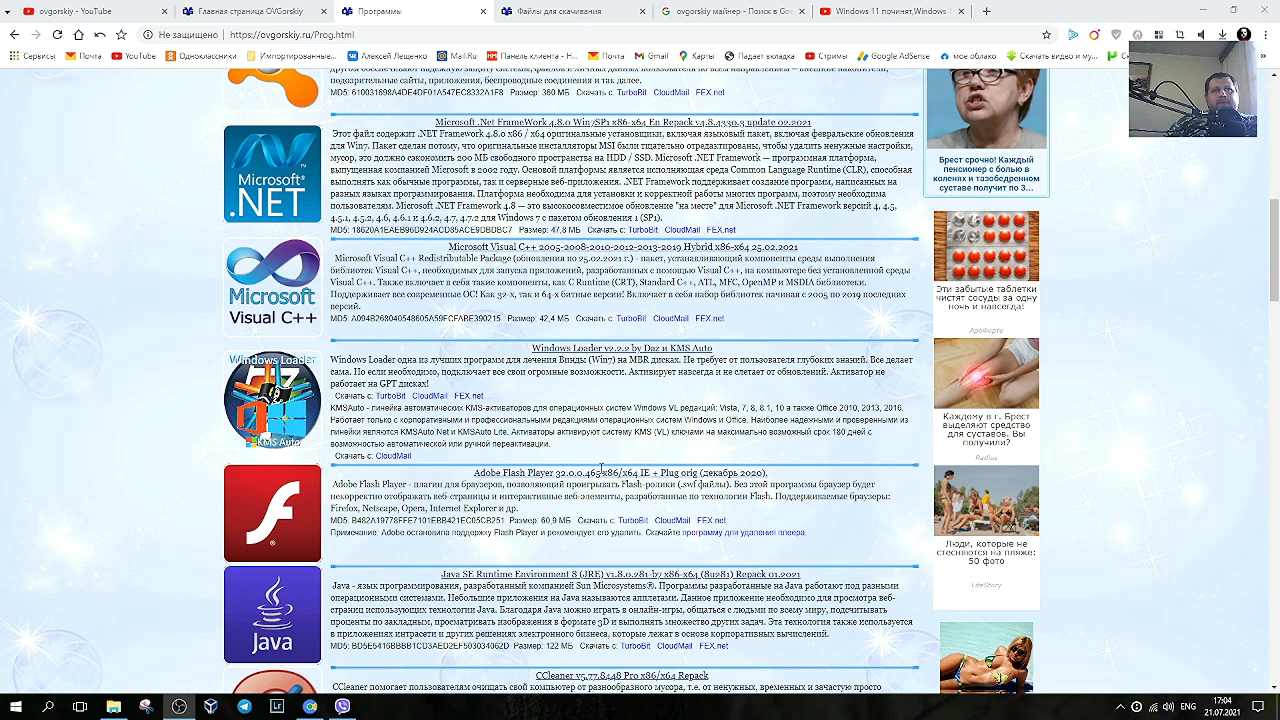 ovgorskiy - YouTube
Главная страница OVGorskiy
Программы
Файлы для скачивания
ovgorskiy майнер - Поиск в Goo
Windows 11 починят,Windows 1
Не защищено
https://ovgorskiy.ru/Prog.html
Сервисы
Почта
YouTube
Одноклассники
Избранное
Импортированные...
Алексей Лещенко...
Mail.Ru
Панель клиента - Н...
Почта
Gmail
Карты
Падает вкладка
Стримы
Google AdSense
мое облако
Скачать музыку и...
подозрительные сайты, приложения, беспроводные соединения и так далее.
MD5: 610031698A4DE4DF01A547EC8332A1F8 Размер: 360 МБ Скачать с: TurboBit CloudMail FEX.net
Microsoft .Net FrameWork 4.8.0 Win7SP1 x86-x64 En Repack v4.8.4330.3 update 02.2021
Этот файл содержит .NET Framework 4.8.0 x86 / x64 оригинальные установщики, включая языковый пакет, включая февральские обновления
для Win7. Пакет сделан потому, что оригинальные инсталляторы MSI были тщательно отредактированы, чтобы удалить ненужные настройки,
мусор, это должно сэкономить 200 МБ свободного пространства на HDD / SSD. Microsoft .NET Framework — программная платформа,
выпущенная компанией Microsoft в 2002 году. Основой платформы является исполняющая среда Common Language Runtime (CLR), способная
выполнять как обычные программы, так и серверные веб-приложения. .NET Framework поддерживает создание программ, написанных на
разных языках программирования. Платформа нужна для установки и работы многих других программ, поэтому необходима
пользователям. Microsoft .NET Framework 4.8 — это высокосовместимое обновление "на месте" для Microsoft .NET Framework версий 4, 4.5,
4.5.1, 4.5.2, 4.6, 4.6.1 и 4.6.2, 4.7, 4.7.2 для Windows 7 с пакетом обновления 1 (SP1).
MD5: 18620A1EAEB96D924ACD85ACE9DBDBC7 Размер: 47,8 МБ Скачать с: TurboBit CloudMail FEX.net
Microsoft Visual C++ 2005-2008-2010-2012-2013-2019 Hybrid x86-x64 25.02.2021
Microsoft Visual C++ Redistributable Package (обновления по 25.02.2021 г.) - пакет, устанавливающий компоненты среды выполнения
библиотек Visual C++, необходимых для запуска приложений, разработанных с помощью Visual C++, на компьютере без установленной среды
Visual C++. Также включает в себя такие компоненты, как C Runtime (CRT), Standard C++, ATL, MFC, OpenMP и MSDIA библиотеки.
Поддерживает все современные ОС! Как 32-х, так и 64-х битные версии! Включает в себя набор библиотек начиная с 2005 по 2019 последних
версий.
MD5: A094B268040548605A59FCFABE390215 Размер: 42,4 МБ Скачать с: TurboBit CloudMail FEX.net
Windows Loader v2.2.2 by Daz и KMS Auto
Windows Loader одна из лучших программ для лечения Винды (Win7) на MBR дисках. Не требует от пользователя глубоких знаний. Все делает
сама. Но если необходимо, подключает все свои огромные возможности. Активирует навсегда и не слетает от обновлений. Активатор не
работает на GPT дисках!
Скачать с: TurboBit CloudMail FEX.net
KMSAuto - линейка автоматических KMS-активаторов для операционных систем Windows VL редакций: Vista, 7, 8, 8.1, 10 а также Office 2010, 2013, 2016.
Работает только с корпоративными и профессиональными редакциями операционных систем Windows и Office. Наиболее удобными и проверенными из
линейки являются KMSAuto Net и KMSAuto Lite. Активаторы активируют систему KMS (VL) ключами на максимально возможный срок 180 дней с
возможностью автоматической или ручной переактивации.
Скачать с: CloudMail
Adobe Flash Player 32.0.0.465 x86/x64 IE + Plug orig (декабрь 2020).
Adobe Flash Player - плагин для браузеров, позволяющий проигрывать Flash-ролики (.swf файлы). Без этой программы браузер будет
некорректно отображать веб-страницы и интерактивные веб-элементы, разработанные по технологии Flash. Поддерживаемые браузеры:
Firefox, Netscape, Opera, Internet Explorer и др.
MD5: B482A19778FFE7101EBB421EC05CB251 Размер: 60,9 МБ Скачать с: TurboBit CloudMail FEX.net
Примечание: Adobe остановила поддержку Flash Player и рекомендует его удалить. Скачайте программу для удаления плеера.
Java SE Runtime Environment 8 (JRE) v1.8.0.281-b7 x86-x64 (8u281) Repack 01.2021
Java - язык программирования, разработанный компанией Sun Microsystems®. Программы разработанные на Java работают под разными
операционными системами. Небольшие приложения на Java называются апплетами. Данное приложение необходимо для просмотра веб-
страниц использующих технологии Java. Благодаря Java можно играть в онлайн-игры, общаться с людьми по всему миру, подсчитывать
проценты по закладным, просматривать изображения в формате 3D и выполнять множество других задач. Эта технология также используется
в приложениях интрасети и других решениях электронного бизнеса, которые лежат в основе корпоративных вычислений.
MD5: BD5E5416BBBB1C03AED2EF503034062D Размер: 122 МБ Скачать с: TurboBit CloudMail FEX.net
CCleaner v5.77.8448 Pro x86/x64 Repack
CCleaner помогает пользователям очищать свой компьютер от разнообразного мусора, т.е. от ненужных, временных и зачастую просто
Microsoft®
.NET
Microsoft
Visual C++
Windows Loader
7
KMS Auto
Java
Брест срочно! Каждый
пенсионер с болью в
коленях и тазобедренном
суставе получит по 3...
Эти забытые таблетки
чистят сосуды за одну
ночь и навсегда!
АроФорте
Каждому в г. Брест
выделяют средство
для суставов. Вы
получили?
Radius
Люди, которые не
стесняются на пляже:
50 фото
LifeStory
ENG
17:04
21.07.2021